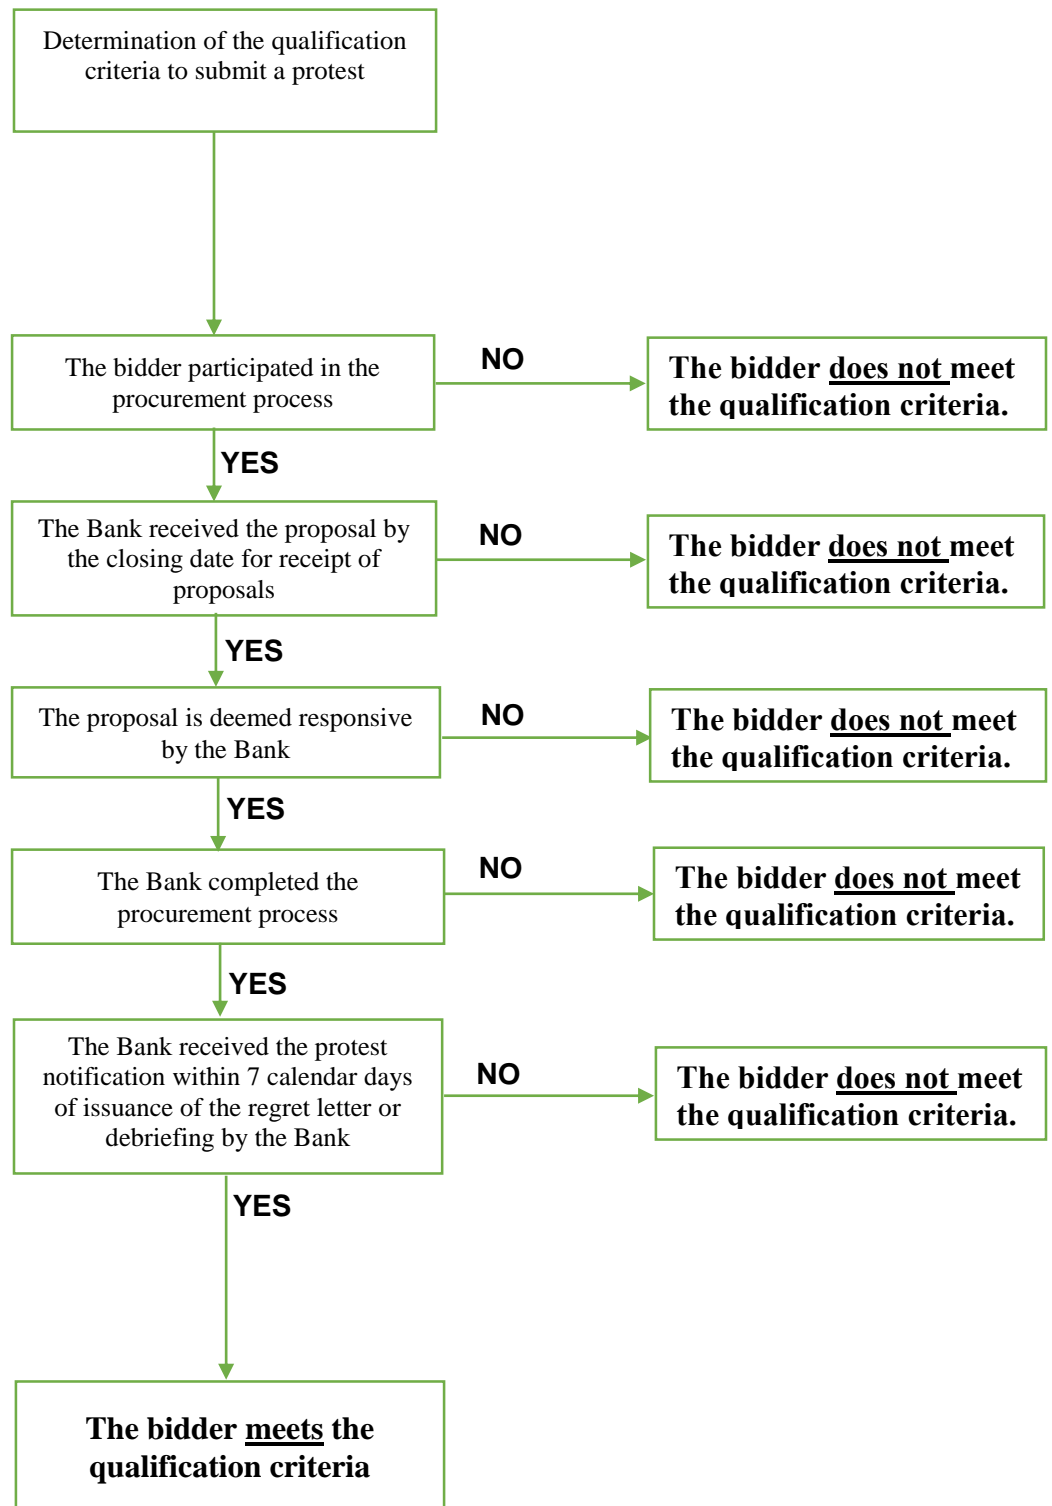 Determination of the qualification
criteria to submit a protest
The bidder participated in the
procurement process
NO
The bidder does not meet
the qualification criteria.
YES
The Bank received the proposal by
the closing date for receipt of
proposals
NO
The bidder does not meet
the qualification criteria.
YES
The proposal is deemed responsive
by the Bank
NO
The bidder does not meet
the qualification criteria.
YES
The Bank completed the
procurement process
NO
The bidder does not meet
the qualification criteria.
YES
The Bank received the protest
notification within 7 calendar days
of issuance of the regret letter or
debriefing by the Bank
NO
The bidder does not meet
the qualification criteria.
YES
The bidder meets the
qualification criteria